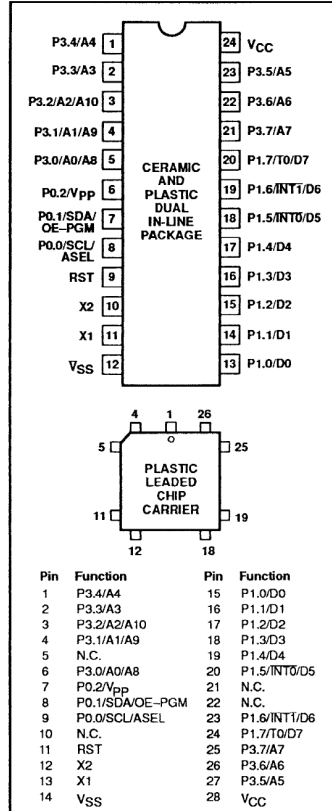 P3.4/A4 1 24 VCC
P3.3/A3 2 23 P3.5/A5
P3.2/A2/A10 3 22 P3.6/A6
P3.1/A1/A9 4 21 P3.7/A7
P3.0/A0/A8 5 20 P1.7/T0/D7
P0.2/VPP 6 19 P1.6/INT1/D6
P0.1/SDA/
OE–PGM 7 18 P1.5/INT0/D5
P0.0/SCL/
ASEL 8 17 P1.4/D4
RST 9 16 P1.3/D3
X2 10 15 P1.2/D2
X1 11 14 P1.1/D1
VSS 12 13 P1.0/D0
CERAMIC
AND
PLASTIC
DUAL
IN-LINE
PACKAGE
4 1 26
5 25
PLASTIC
LEADED
CHIP
CARRIER
11 19
12 18
Pin Function Pin Function
1 P3.4/A4 15 P1.0/D0
2 P3.3/A3 16 P1.1/D1
3 P3.2/A2/A10 17 P1.2/D2
4 P3.1/A1/A9 18 P1.3/D3
5 N.C. 19 P1.4/D4
6 P3.0/A0/A8 20 P1.5/INT0/D5
7 P0.2/VPP 21 N.C.
8 P0.1/SDA/OE-PGM 22 N.C.
9 P0.0/SCL/ASEL 23 P1.6/INT1/D6
10 N.C. 24 P1.7/T0/D7
11 RST 25 P3.7/A7
12 X2 26 P3.6/A6
13 X1 27 P3.5/A5
14 VSS 28 VCC